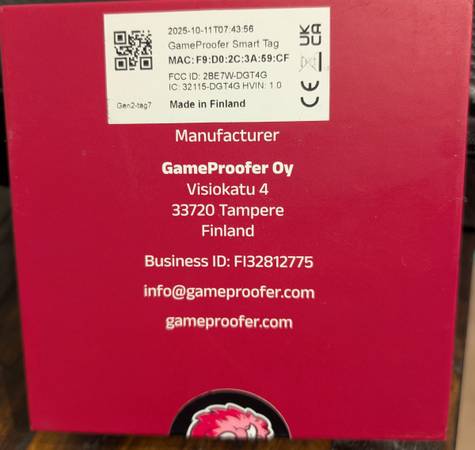 2025-10-11T07:43:56
GameProofer Smart Tag
MAC: F9:D0:2C:3A:59:CF
FCC ID: 2BE7W-DGT4G
IC: 32115-DGT4G HVIN: 1.0
Gen2-tag7
Made in Finland
UK
CA
CE
Manufacturer
GameProofer Oy
Visiokatu 4
33720 Tampere
Finland
Business ID: FI32812775
info@gameproofer.com
gameproofer.com